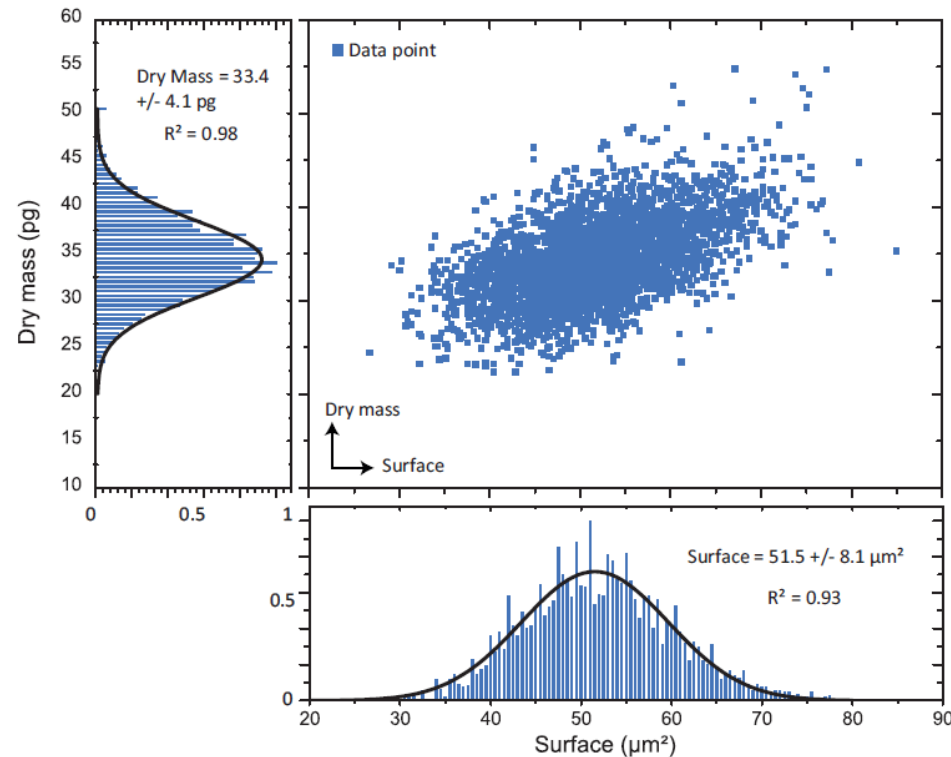 60
55
50
45
40
35
30
25
20
15
10
Dry mass (pg)
Dry Mass = 33.4
+/- 4.1 pg
R² = 0.98
0
0.5
1
Data point
Dry mass
Surface
1
0.5
0
Surface = 51.5 +/- 8.1 µm²
R² = 0.93
20
30
40
50
60
70
80
90
Surface (µm²)